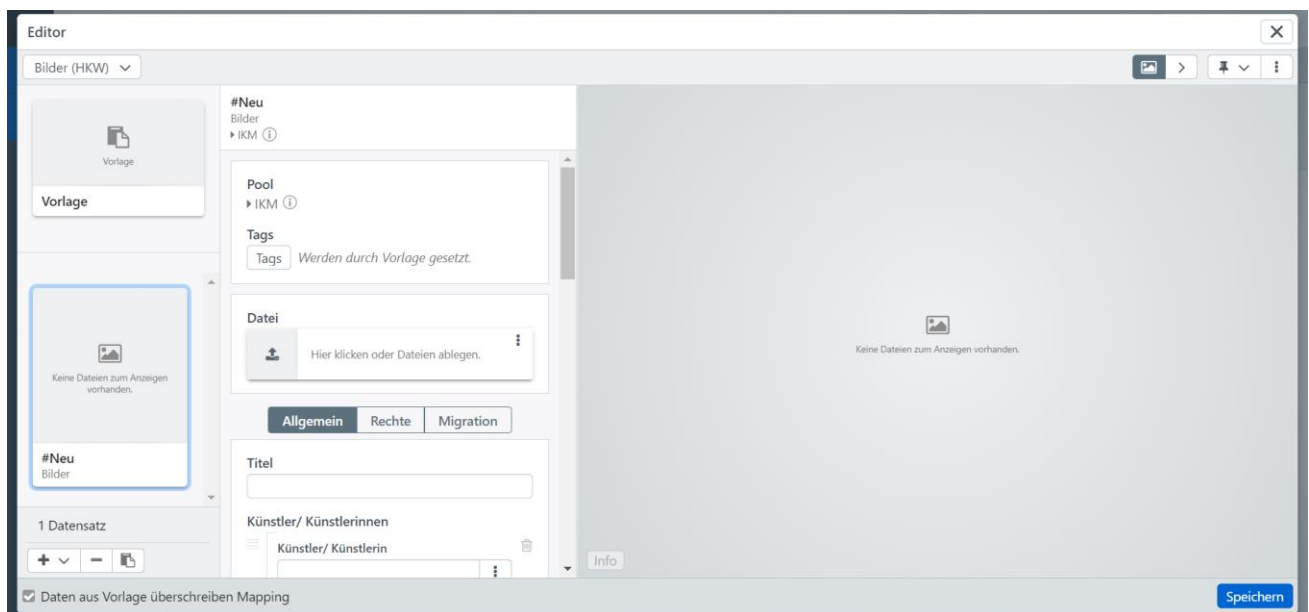 Editor
Bilder (HKW)
Vorlage
Vorlage
Keine Dateien zum Anzeigen
vorhanden.
#Neu
Bilder
1 Datensatz
#Neu
Bilder
IKM
Pool
IKM
Tags
Tags
Werden durch Vorlage gesetzt.
Datei
Hier klicken oder Dateien ablegen.
Allgemein
Rechte
Migration
Titel
Künstler/ Künstlerinnen
Künstler/ Künstlerin
Keine Dateien zum Anzeigen vorhanden.
Info
Daten aus Vorlage überschreiben Mapping
Speichern